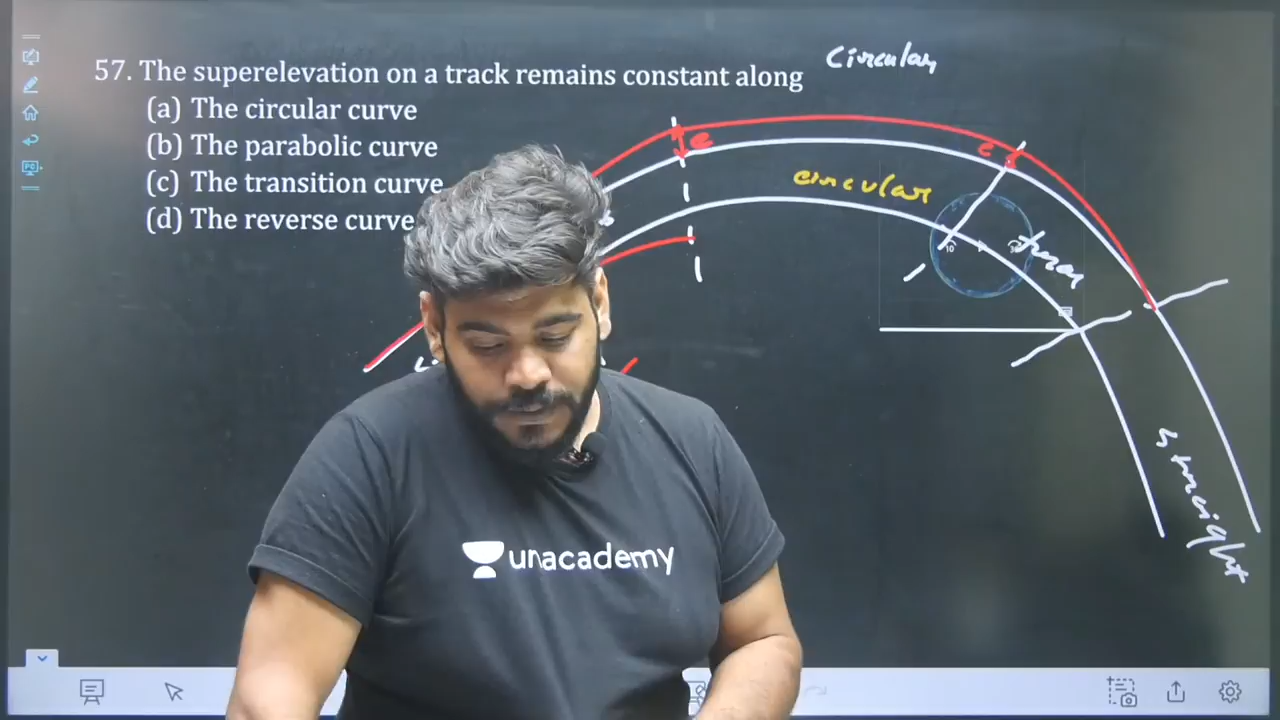 57. The superelevation on a track remains constant along
(a) The circular curve
(b) The parabolic curve
(c) The transition curve
(d) The reverse curve
Circular
e
e
circular
straight
unacademy